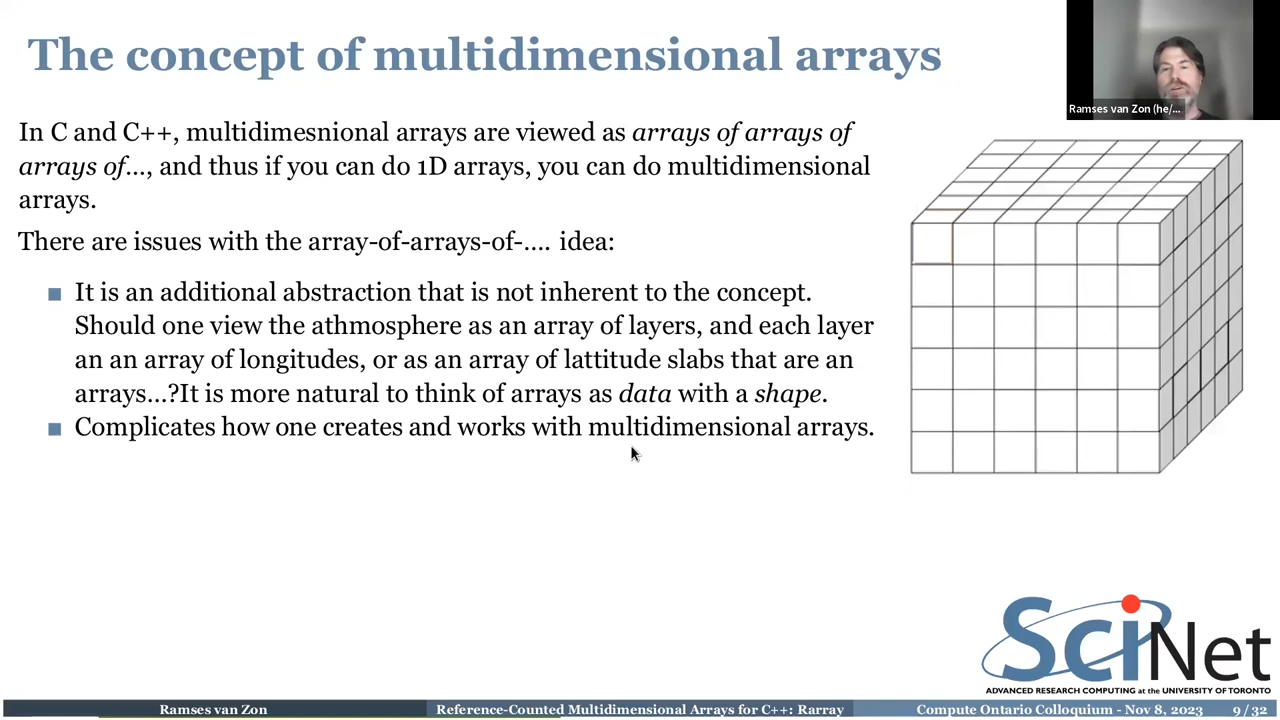 The concept of multidimensional arrays
Ramses van Zon (he/...
In C and C++, multidimesnional arrays are viewed as arrays of arrays of
arrays of..., and thus if you can do 1D arrays, you can do multidimensional
arrays.
There are issues with the array-of-arrays-of-.... idea:
It is an additional abstraction that is not inherent to the concept.
Should one view the athmosphere as an array of layers, and each layer
an an array of longitudes, or as an array of lattitude slabs that are an
arrays...?It is more natural to think of arrays as data with a shape.
Complicates how one creates and works with multidimensional arrays.
SciNet
ADVANCED RESEARCH COMPUTING at the UNIVERSITY OF TORONTO
Ramses van Zon Reference-Counted Multidimensional Arrays for C++: Rarray Compute Ontario Colloquium - Nov 8, 2023 9 / 32